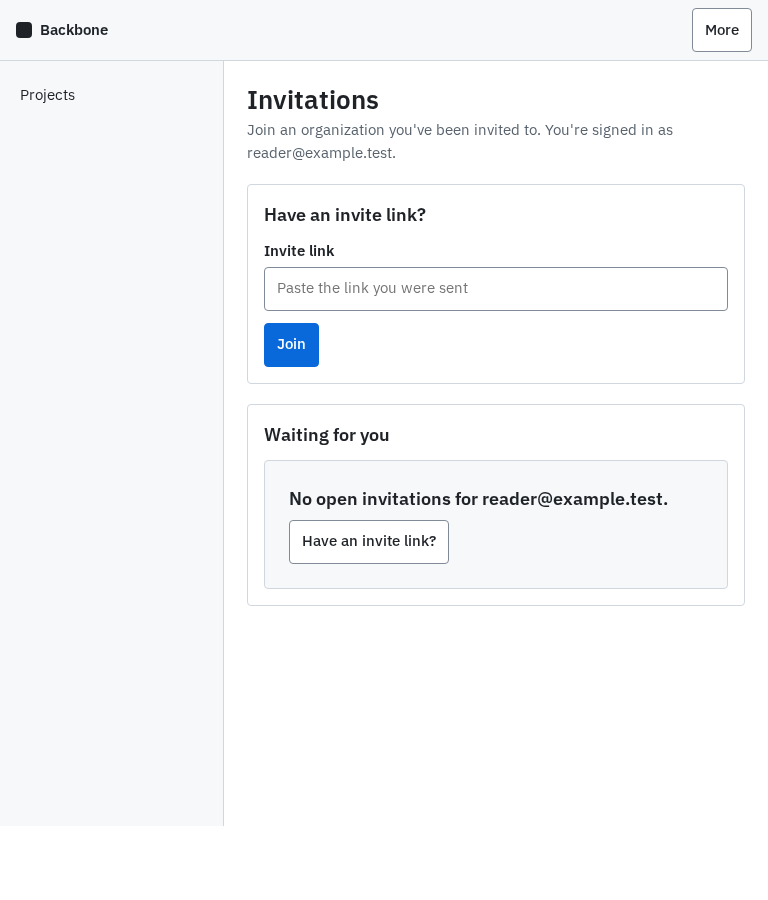 Backbone
More
Projects
Invitations
Join an organization you've been invited to. You're signed in as
reader@example.test.
Have an invite link?
Invite link
Paste the link you were sent
Join
Waiting for you
No open invitations for reader@example.test.
Have an invite link?